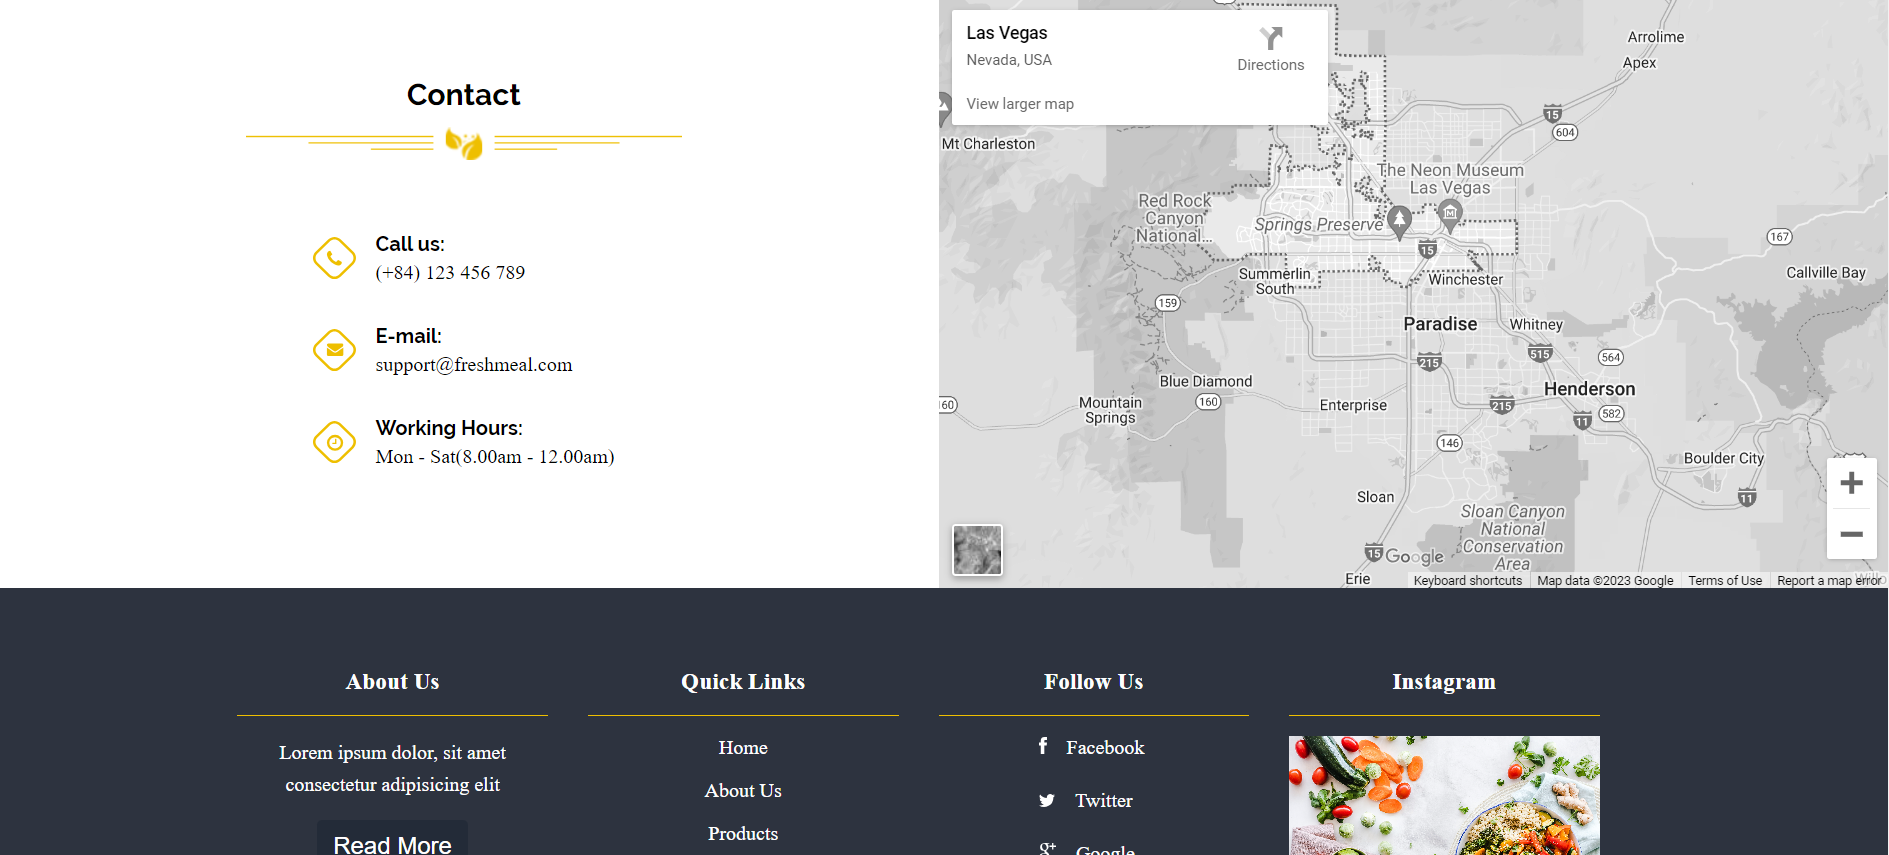 Contact
Call us:
(+84) 123 456 789
E-mail:
support@freshmeal.com
Working Hours:
Mon - Sat(8.00am - 12.00am)
Las Vegas
Nevada, USA
Directions
View larger map
Arrolime
Apex
15
604
Mt Charleston
The Neon Museum
Las Vegas
Red Rock
Canyon
National...
Springs Preserve
167
15
Summerlin
South
Winchester
Callville Bay
159
Paradise
Whitney
515
564
215
Blue Diamond
Henderson
Mountain
Springs
160
160
Enterprise
215
11
582
146
Boulder City
Sloan
11
Sloan Canyon
National
Conservation
Area
15
Google
Erie
Keyboard shortcuts
Map data ©2023 Google
Terms of Use
Report a map error
About Us
Lorem ipsum dolor, sit amet
consectetur adipisicing elit
Read More
Quick Links
Home
About Us
Products
Follow Us
Facebook
Twitter
Google
Instagram